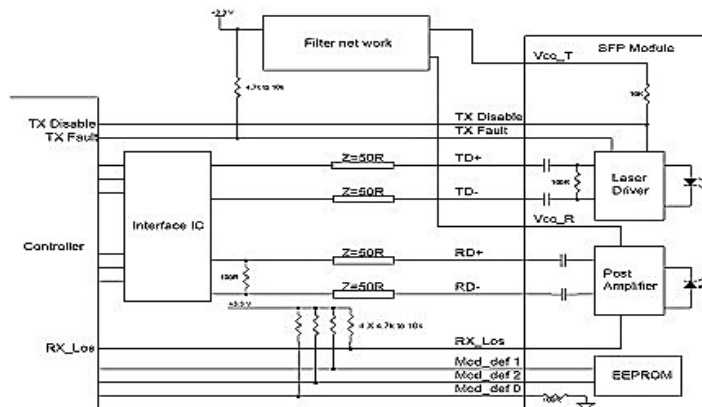 +3.3V
Filter net work
SFP Module
Vcc_T
4.7k to 10k
10K
TX Disable
TX Disable
TX Fault
TX Fault
Z=50R
TD+
Z=50R
TD-
100R
Laser Driver
Interface IC
Vcc_R
Controller
Z=50R
RD+
100R
Z=50R
RD-
Post Amplifier
+3.3V
4 X 4.7k to 10k
RX_Los
RX_Los
Mod_def 1
Mod_def 2
Mod_def 0
EEPROM